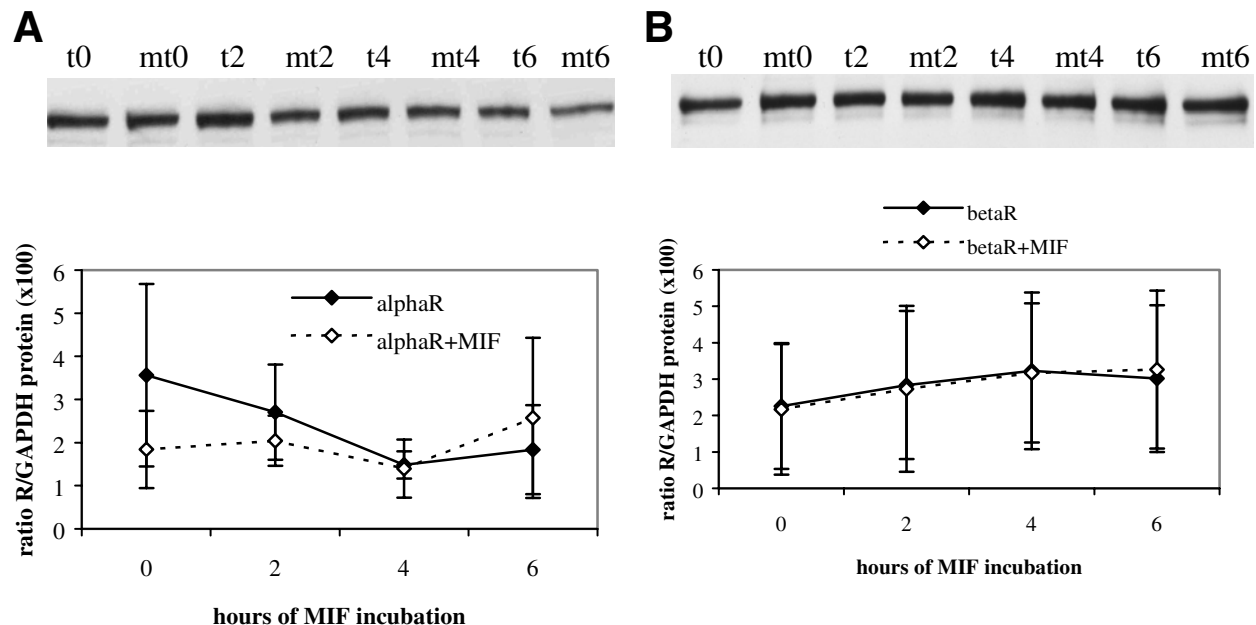 A
t0 mt0 t2 mt2 t4 mt4 t6 mt6
ratio R/GAPDH protein (x100)
6
5
4
3
2
1
0
alphaR
alphaR+MIF
0 2 4 6
hours of MIF incubation
B
t0 mt0 t2 mt2 t4 mt4 t6 mt6
betaR
betaR+MIF
ratio R/GAPDH protein (x100)
6
5
4
3
2
1
0
0 2 4 6
hours of MIF incubation